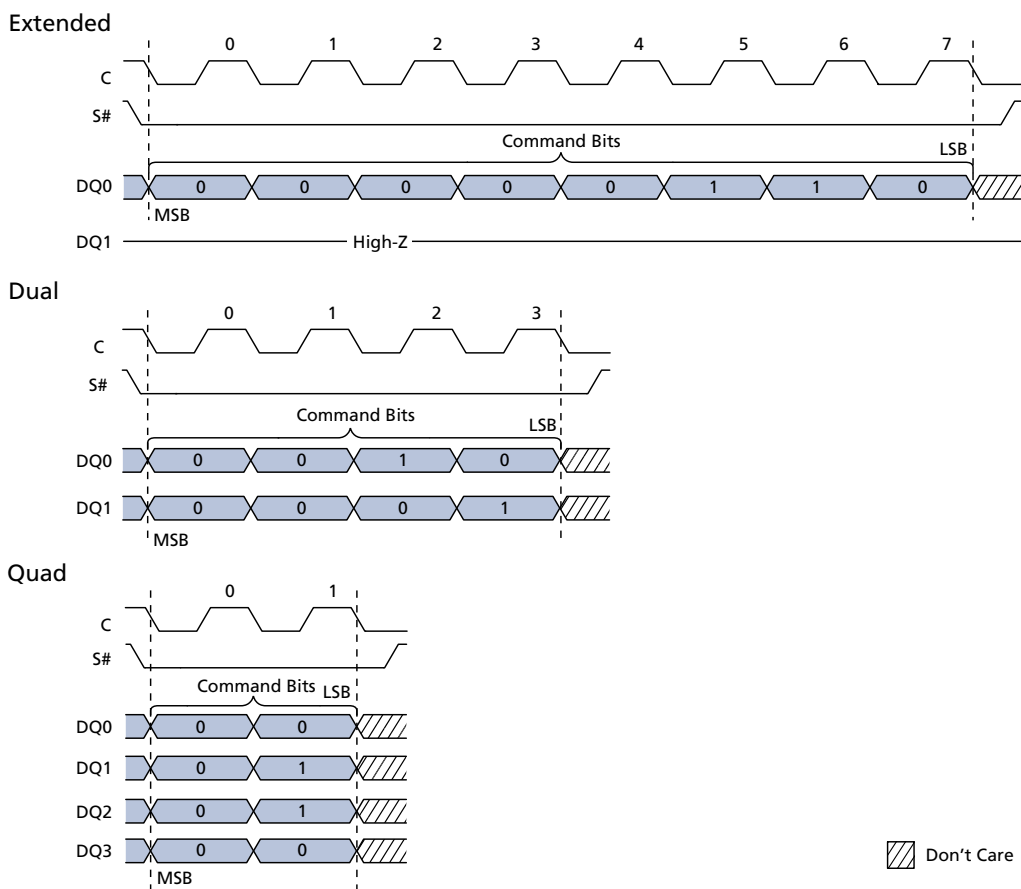 Extended
0 1 2 3 4 5 6 7
C
S#
Command Bits LSB
DQ0 0 0 0 0 0 1 1 0
MSB
DQ1 High-Z
Dual
0 1 2 3
C
S#
Command Bits LSB
DQ0 0 0 1 0
DQ1 0 0 0 1
MSB
Quad
0 1
C
S#
Command Bits LSB
DQ0 0 0
DQ1 0 1
DQ2 0 1
DQ3 0 0
MSB
Don't Care